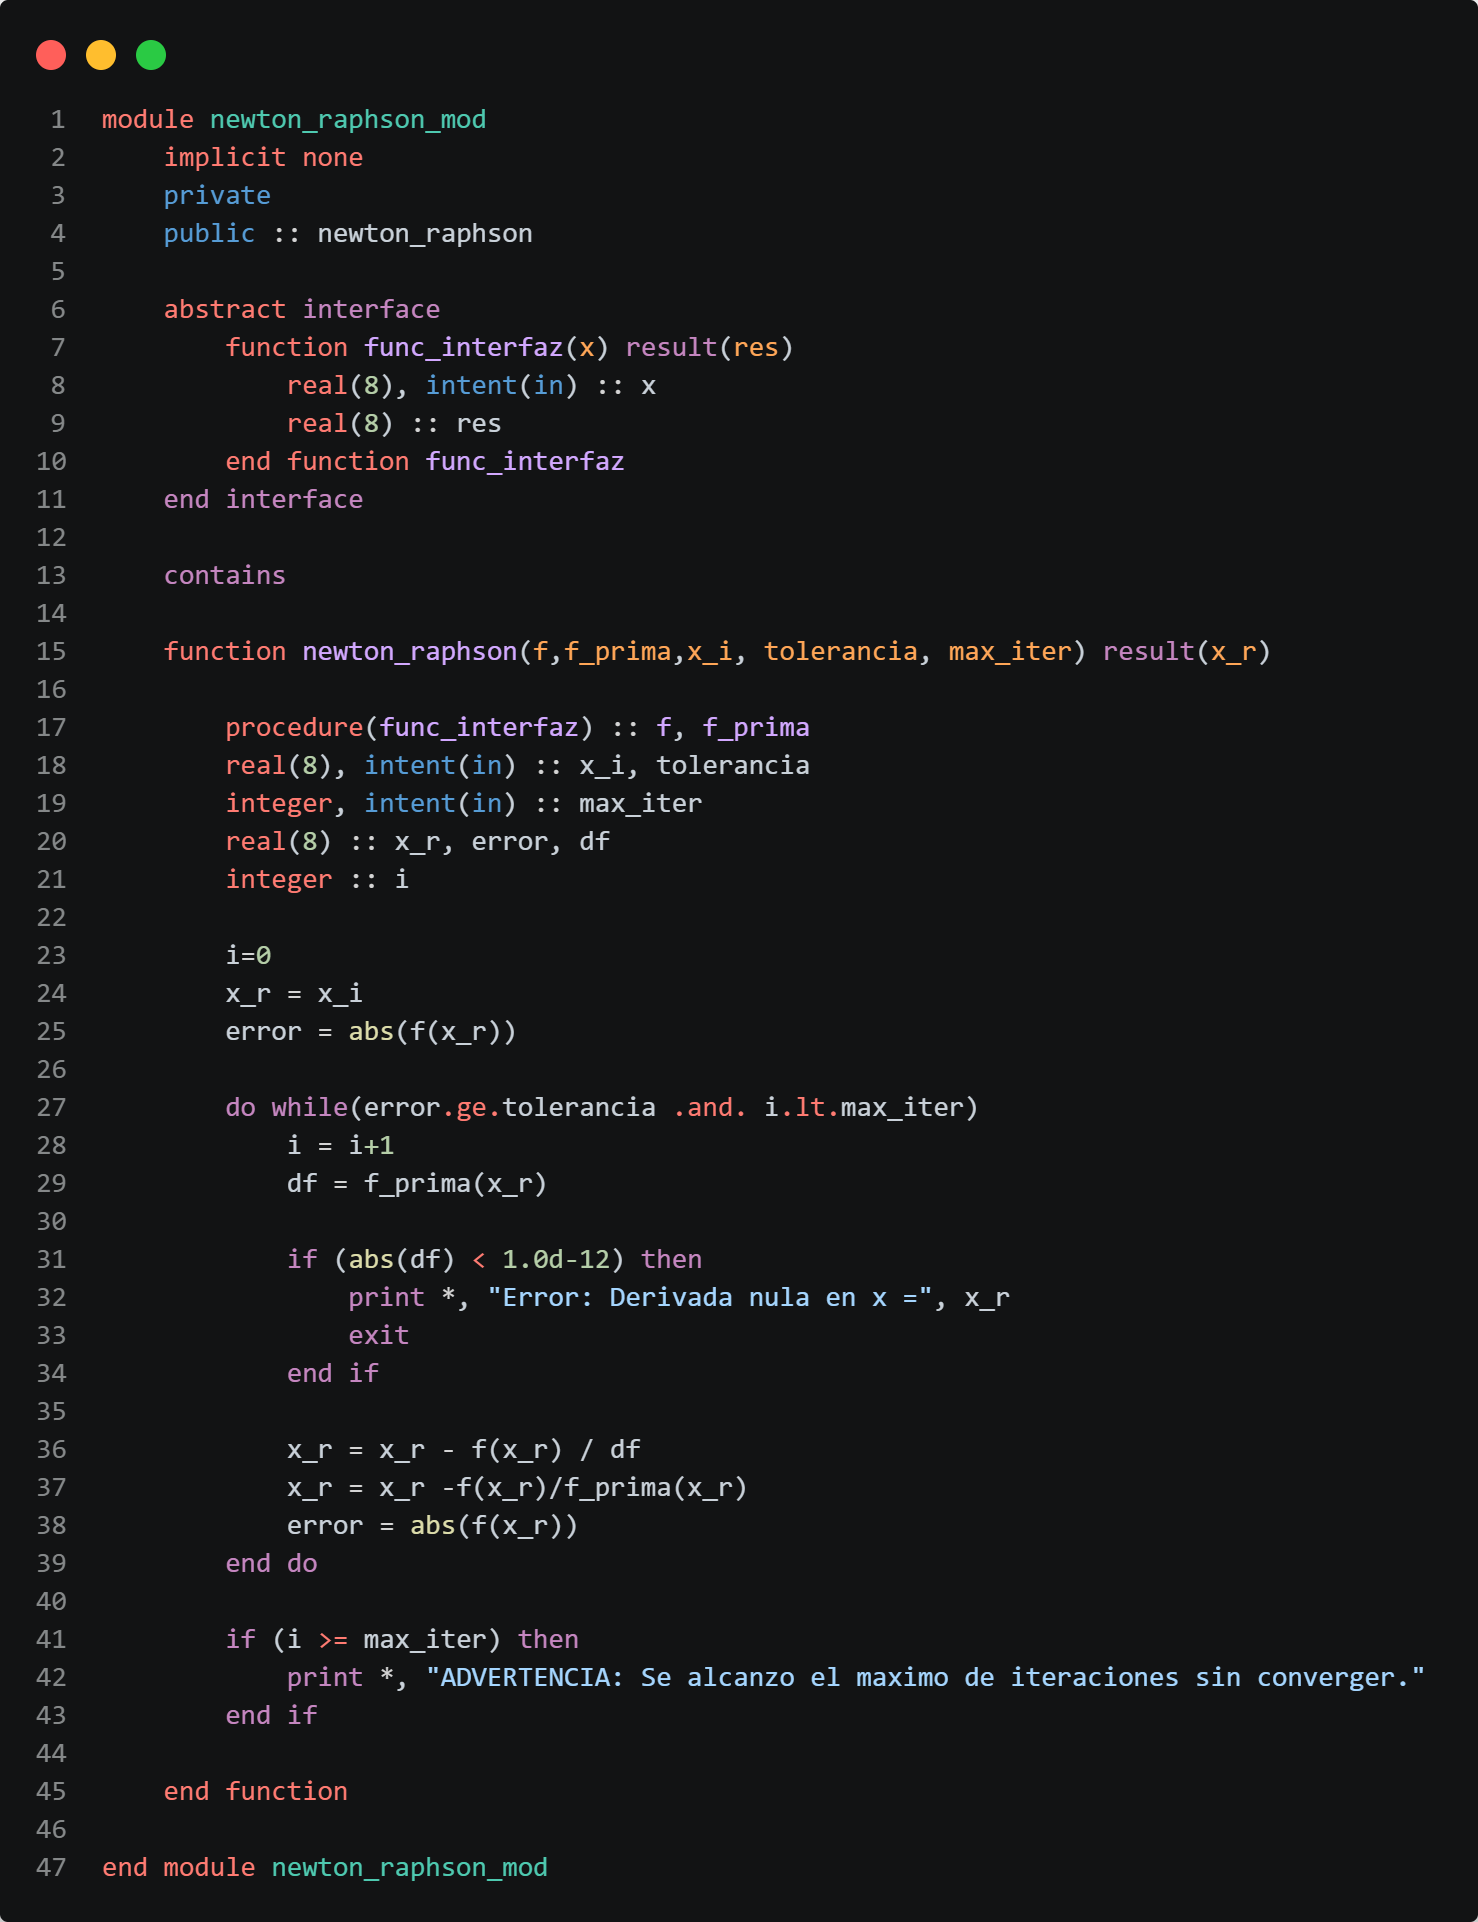 1 module newton_raphson_mod
2     implicit none
3     private
4     public :: newton_raphson
5
6     abstract interface
7         function func_interfaz(x) result(res)
8             real(8), intent(in) :: x
9             real(8) :: res
10         end function func_interfaz
11     end interface
12
13     contains
14
15     function newton_raphson(f,f_prima,x_i, tolerancia, max_iter) result(x_r)
16
17         procedure(func_interfaz) :: f, f_prima
18         real(8), intent(in) :: x_i, tolerancia
19         integer, intent(in) :: max_iter
20         real(8) :: x_r, error, df
21         integer :: i
22
23         i=0
24         x_r = x_i
25         error = abs(f(x_r))
26
27         do while(error.ge.tolerancia .and. i.lt.max_iter)
28             i = i+1
29             df = f_prima(x_r)
30
31             if (abs(df) < 1.0d-12) then
32                 print *, "Error: Derivada nula en x =", x_r
33                 exit
34             end if
35
36             x_r = x_r - f(x_r) / df
37             x_r = x_r -f(x_r)/f_prima(x_r)
38             error = abs(f(x_r))
39         end do
40
41         if (i >= max_iter) then
42             print *, "ADVERTENCIA: Se alcanzo el maximo de iteraciones sin converger."
43         end if
44
45     end function
46
47 end module newton_raphson_mod